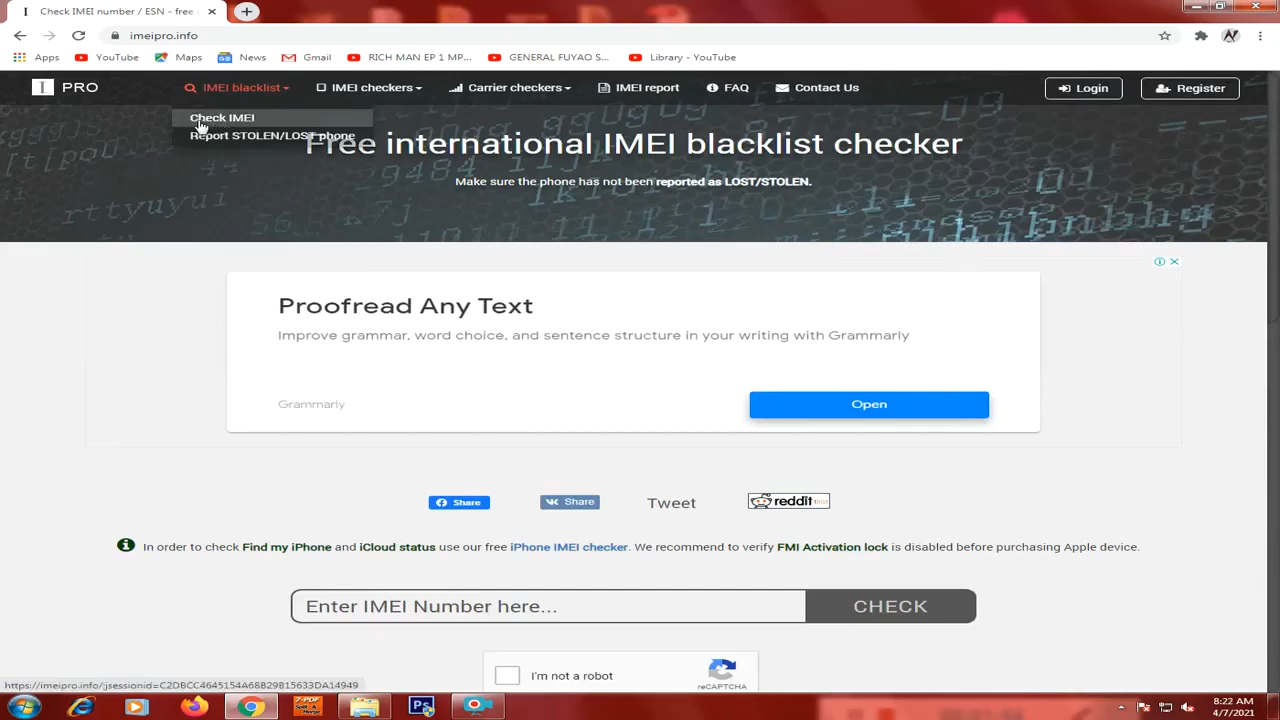 Check IMEI number / ESN - free
imeipro.info
Apps YouTube Maps News Gmail RICH MAN EP 1 MP... GENERAL FUYAO S... Library - YouTube
I PRO IMEI blacklist IMEI checkers Carrier checkers IMEI report FAQ Contact Us Login Register
Check IMEI
Report STOLEN/LOST phone
Free international IMEI blacklist checker
Make sure the phone has not been reported as LOST/STOLEN.
Proofread Any Text
Improve grammar, word choice, and sentence structure in your writing with Grammarly
Grammarly Open
Share Share Tweet reddit this!
In order to check Find my iPhone and iCloud status use our free iPhone IMEI checker. We recommend to verify FMI Activation lock is disabled before purchasing Apple device.
Enter IMEI Number here... CHECK
I'm not a robot
reCAPTCHA
https://imeipro.info/jsessionid=C2DBCC4645154A68B29B15633DA14949
8:22 AM
4/7/2021